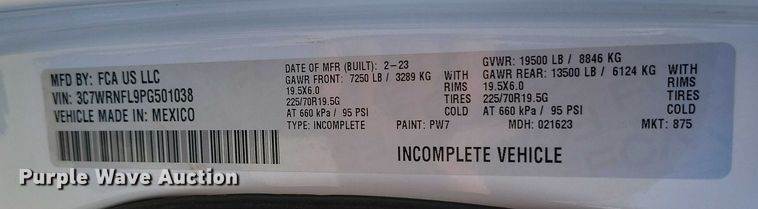 MFD BY: FCA US LLC
VIN: 3C7WRNFL9PG501038
VEHICLE MADE IN: MEXICO
DATE OF MFR (BUILT): 2-23
GAWR FRONT: 7250 LB / 3289 KG WITH
19.5X6.0 RIMS
225/70R19.5G TIRES
AT 660 kPa / 95 PSI COLD
TYPE: INCOMPLETE PAINT: PW7
GVWR: 19500 LB / 8846 KG
GAWR REAR: 13500 LB / 6124 KG WITH
19.5X6.0 RIMS
225/70R19.5G TIRES
AT 660 kPa / 95 PSI COLD
MDH: 021623 MKT: 875
INCOMPLETE VEHICLE
Purple Wave Auction